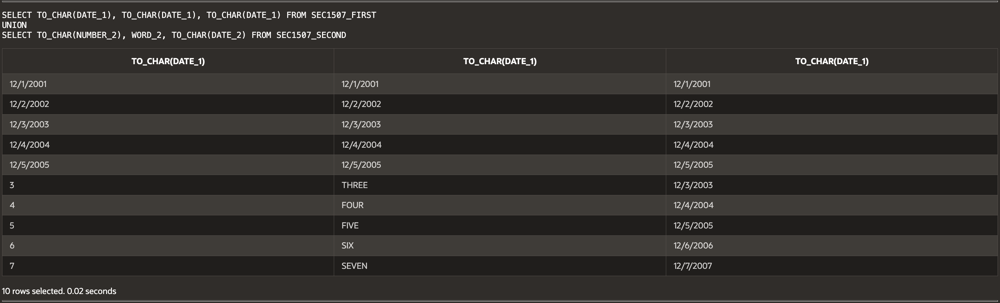 SELECT TO_CHAR(DATE_1), TO_CHAR(DATE_1), TO_CHAR(DATE_1) FROM SEC1507_FIRST
UNION
SELECT TO_CHAR(NUMBER_2), WORD_2, TO_CHAR(DATE_2) FROM SEC1507_SECOND
TO_CHAR(DATE_1) TO_CHAR(DATE_1) TO_CHAR(DATE_1)
12/1/2001 12/1/2001 12/1/2001
12/2/2002 12/2/2002 12/2/2002
12/3/2003 12/3/2003 12/3/2003
12/4/2004 12/4/2004 12/4/2004
12/5/2005 12/5/2005 12/5/2005
3 THREE 12/3/2003
4 FOUR 12/4/2004
5 FIVE 12/5/2005
6 SIX 12/6/2006
7 SEVEN 12/7/2007
10 rows selected. 0.02 seconds